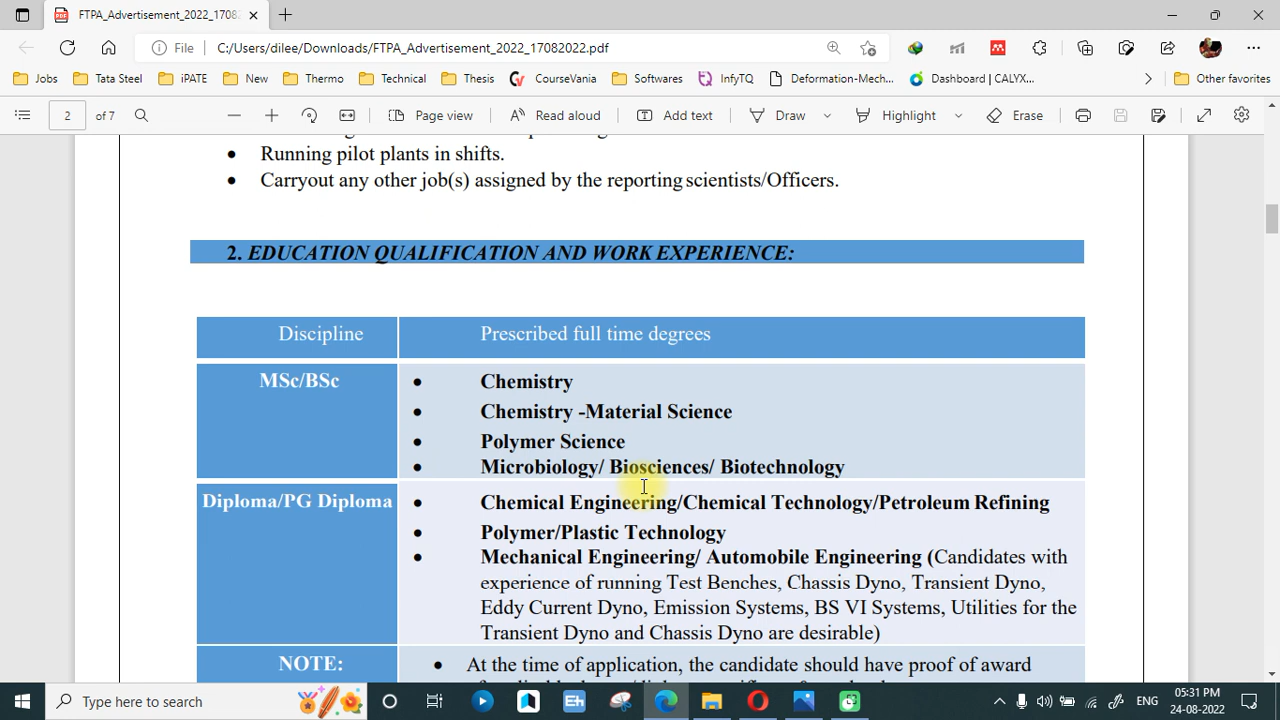 FTPA_Advertisement_2022_1708
File C:/Users/dilee/Downloads/FTPA_Advertisement_2022_17082022.pdf
Jobs Tata Steel iPATE New Thermo Technical Thesis CourseVania Softwares InfyTQ Deformation-Mech... Dashboard | CALYX... Other favorites
2 of 7 Page view Read aloud Add text Draw Highlight Erase
• Running pilot plants in shifts.
• Carryout any other job(s) assigned by the reporting scientists/Officers.
2. EDUCATION QUALIFICATION AND WORK EXPERIENCE:
Discipline Prescribed full time degrees
MSc/BSc • Chemistry
• Chemistry -Material Science
• Polymer Science
• Microbiology/ Biosciences/ Biotechnology
Diploma/PG Diploma • Chemical Engineering/Chemical Technology/Petroleum Refining
• Polymer/Plastic Technology
• Mechanical Engineering/ Automobile Engineering (Candidates with
experience of running Test Benches, Chassis Dyno, Transient Dyno,
Eddy Current Dyno, Emission Systems, BS VI Systems, Utilities for the
Transient Dyno and Chassis Dyno are desirable)
NOTE: • At the time of application, the candidate should have proof of award
Type here to search ENG 05:31 PM
24-08-2022